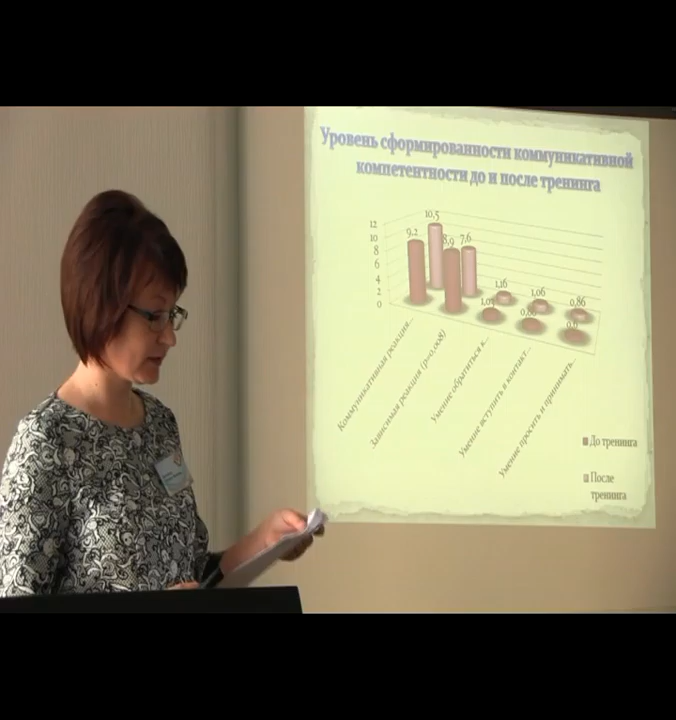 Уровень сформированности коммуникативной
компетентности до и после тренинга
12
10
8
6
4
2
0
9,2
10,5
8,9
7,6
1,16
1,06
0,86
Коммуникативная реакция...
Зависимая реакция (p=0,008)
Умение обратиться к...
Умение вступить в контакт...
Умение просить и принимать...
До тренинга
После
тренинга